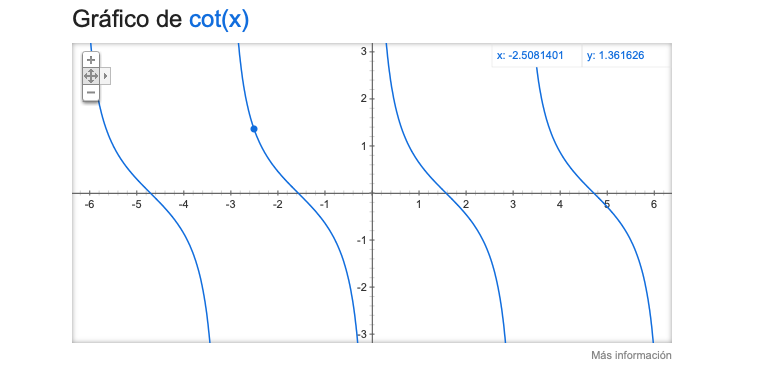 Gráfico de cot(x)
x: -2.5081401 y: 1.361626
3
2
1
-6 -5 -4 -3 -2 -1 1 2 3 4 5 6
-1
-2
-3
Más información